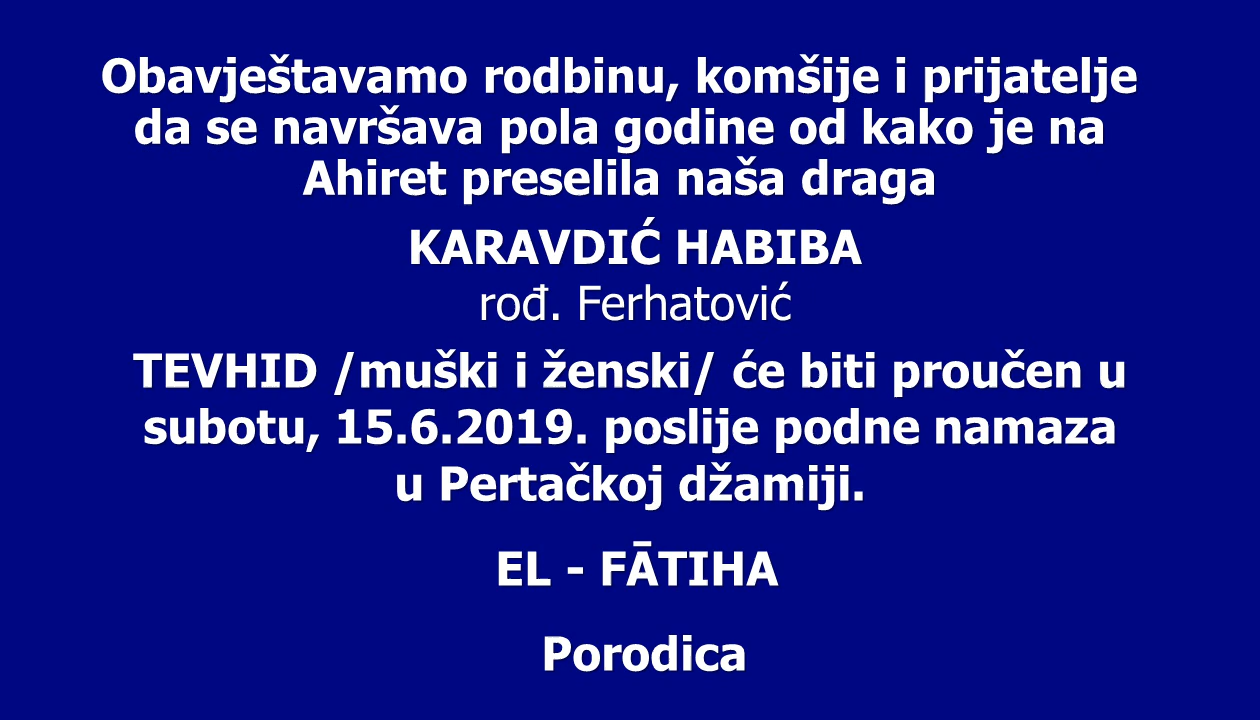 Obavještavamo rodbinu, komšije i prijatelje
da se navršava pola godine od kako je na
Ahiret preselila naša draga
KARAVDIĆ HABIBA
rođ. Ferhatović
TEVHID /muški i ženski/ će biti proučen u
subotu, 15.6.2019. poslije podne namaza
u Pertačkoj džamiji.
EL - FĀTIHA
Porodica